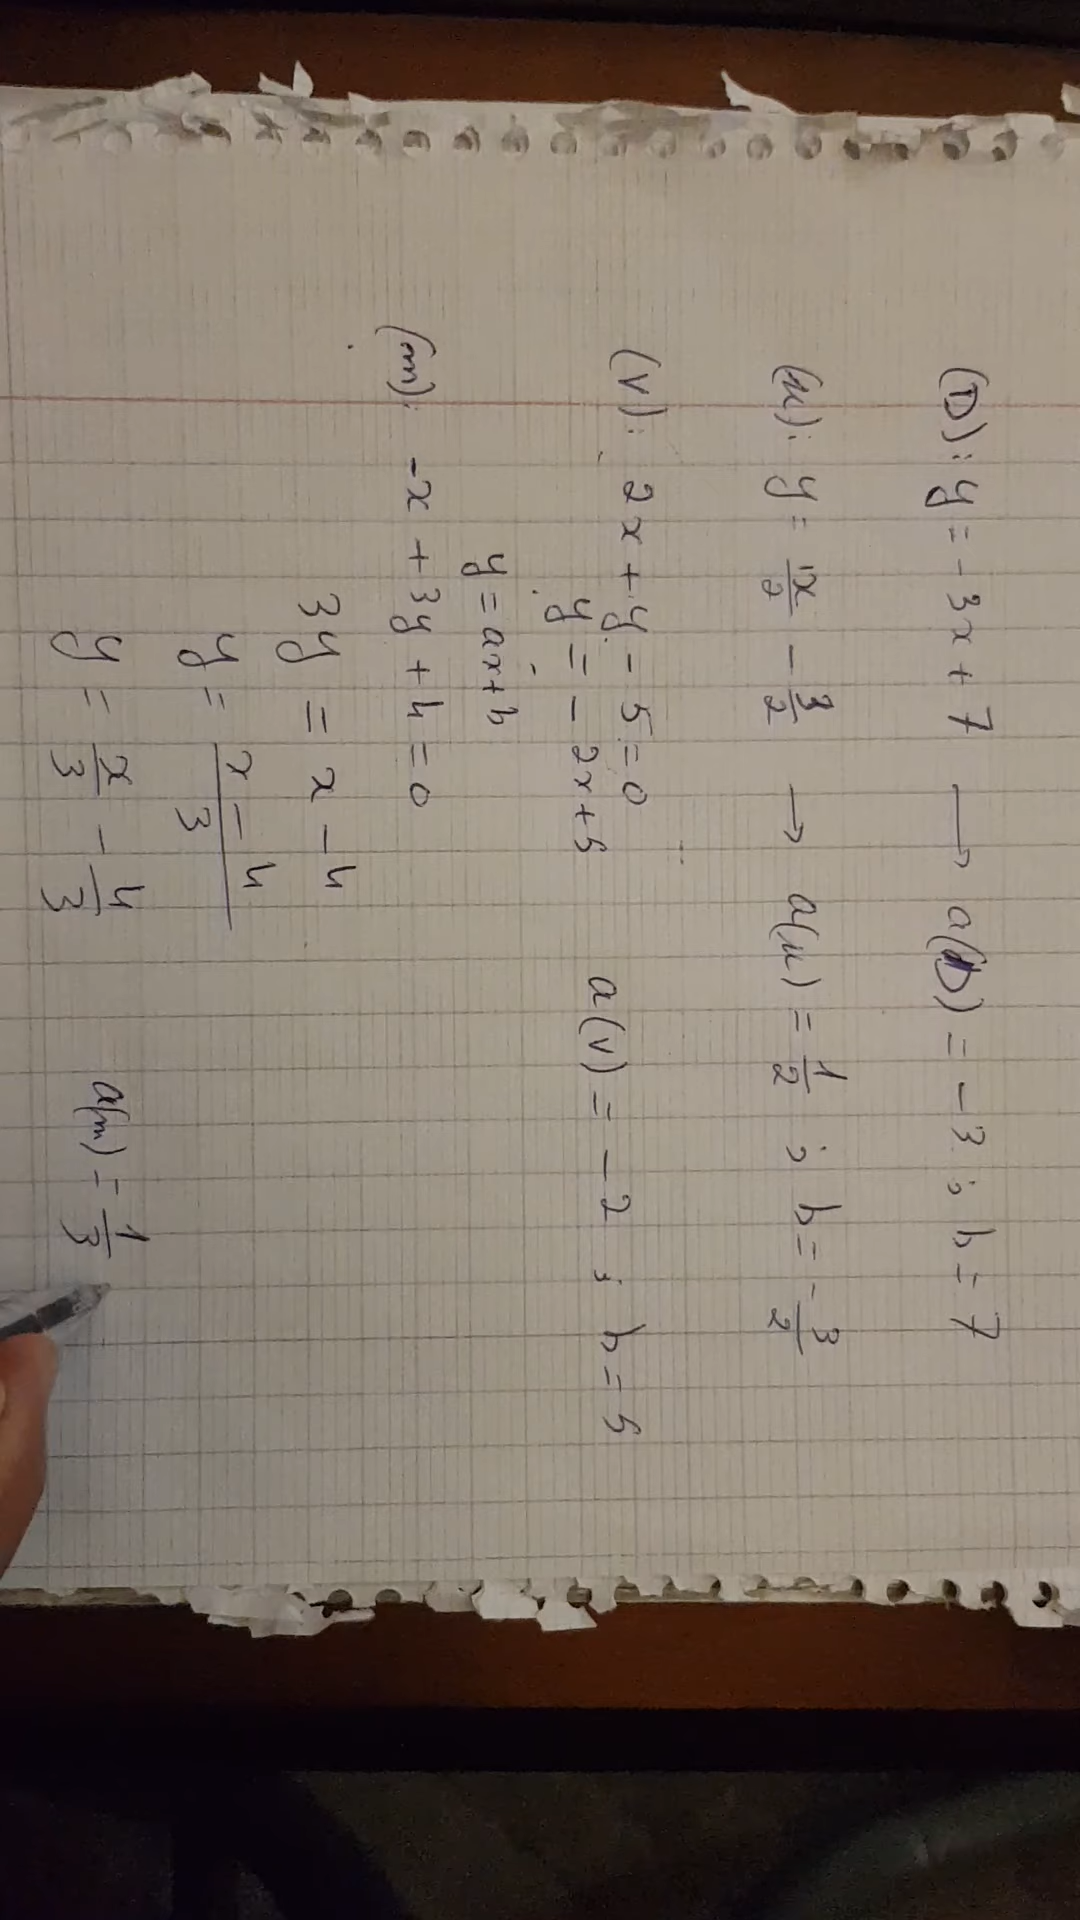 (D): y = -3x + 7 ⟶ a(D) = -3 ; b = 7
(u): y = 1x/2 - 3/2 → a(u) = 1/2 ; b = -3/2
(v): 2x + y - 5 = 0
y = -2x + 5 a(v) = -2 ; b = 5
y = ax + b
(m): -x + 3y + 4 = 0
3y = x - 4
y = (x - 4)/3
y = x/3 - 4/3 a(m) = 1/3